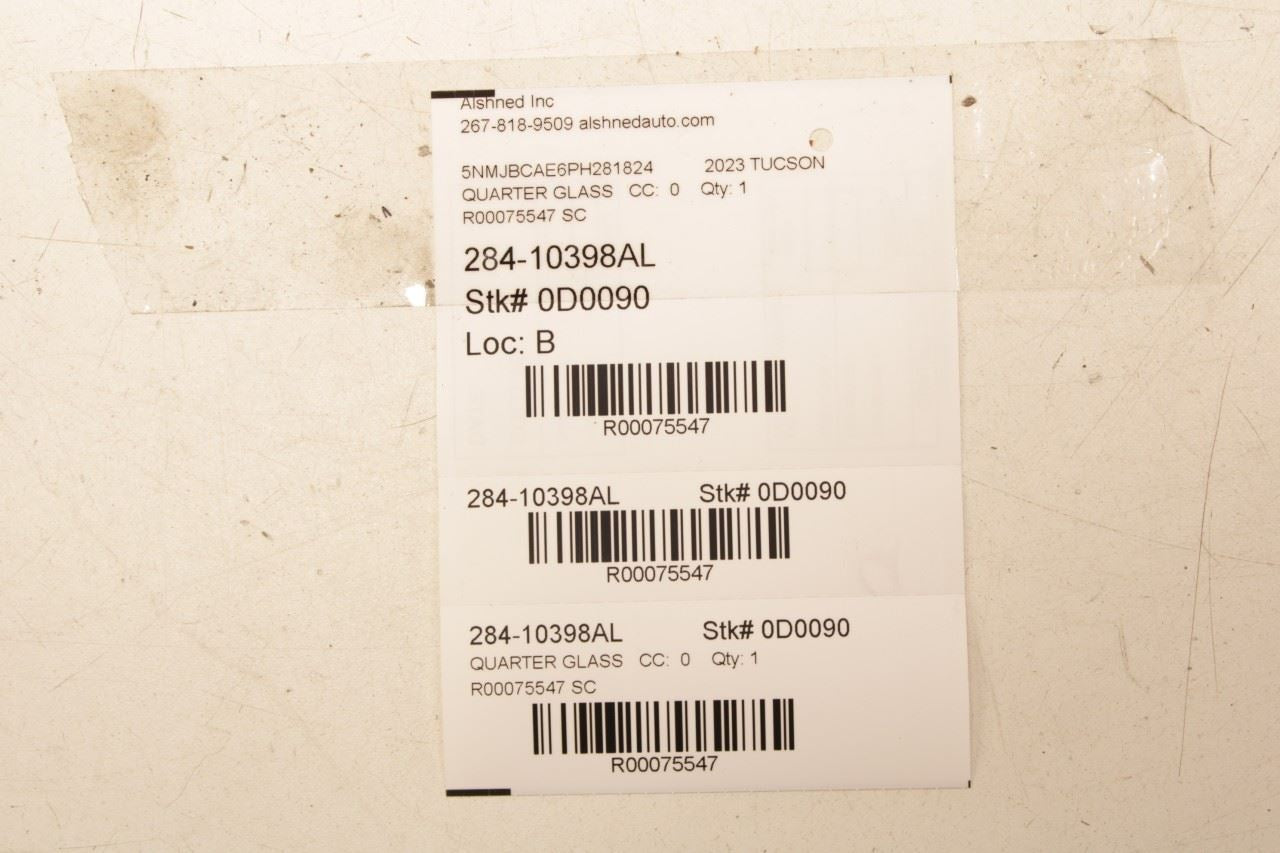 Alshned Inc
267-818-9509 alshnedauto.com
5NMJBCAE6PH281824 2023 TUCSON
QUARTER GLASS CC: 0 Qty: 1
R00075547 SC
284-10398AL
Stk# 0D0090
Loc: B
R00075547
284-10398AL Stk# 0D0090
R00075547
284-10398AL Stk# 0D0090
QUARTER GLASS CC: 0 Qty: 1
R00075547 SC
R00075547